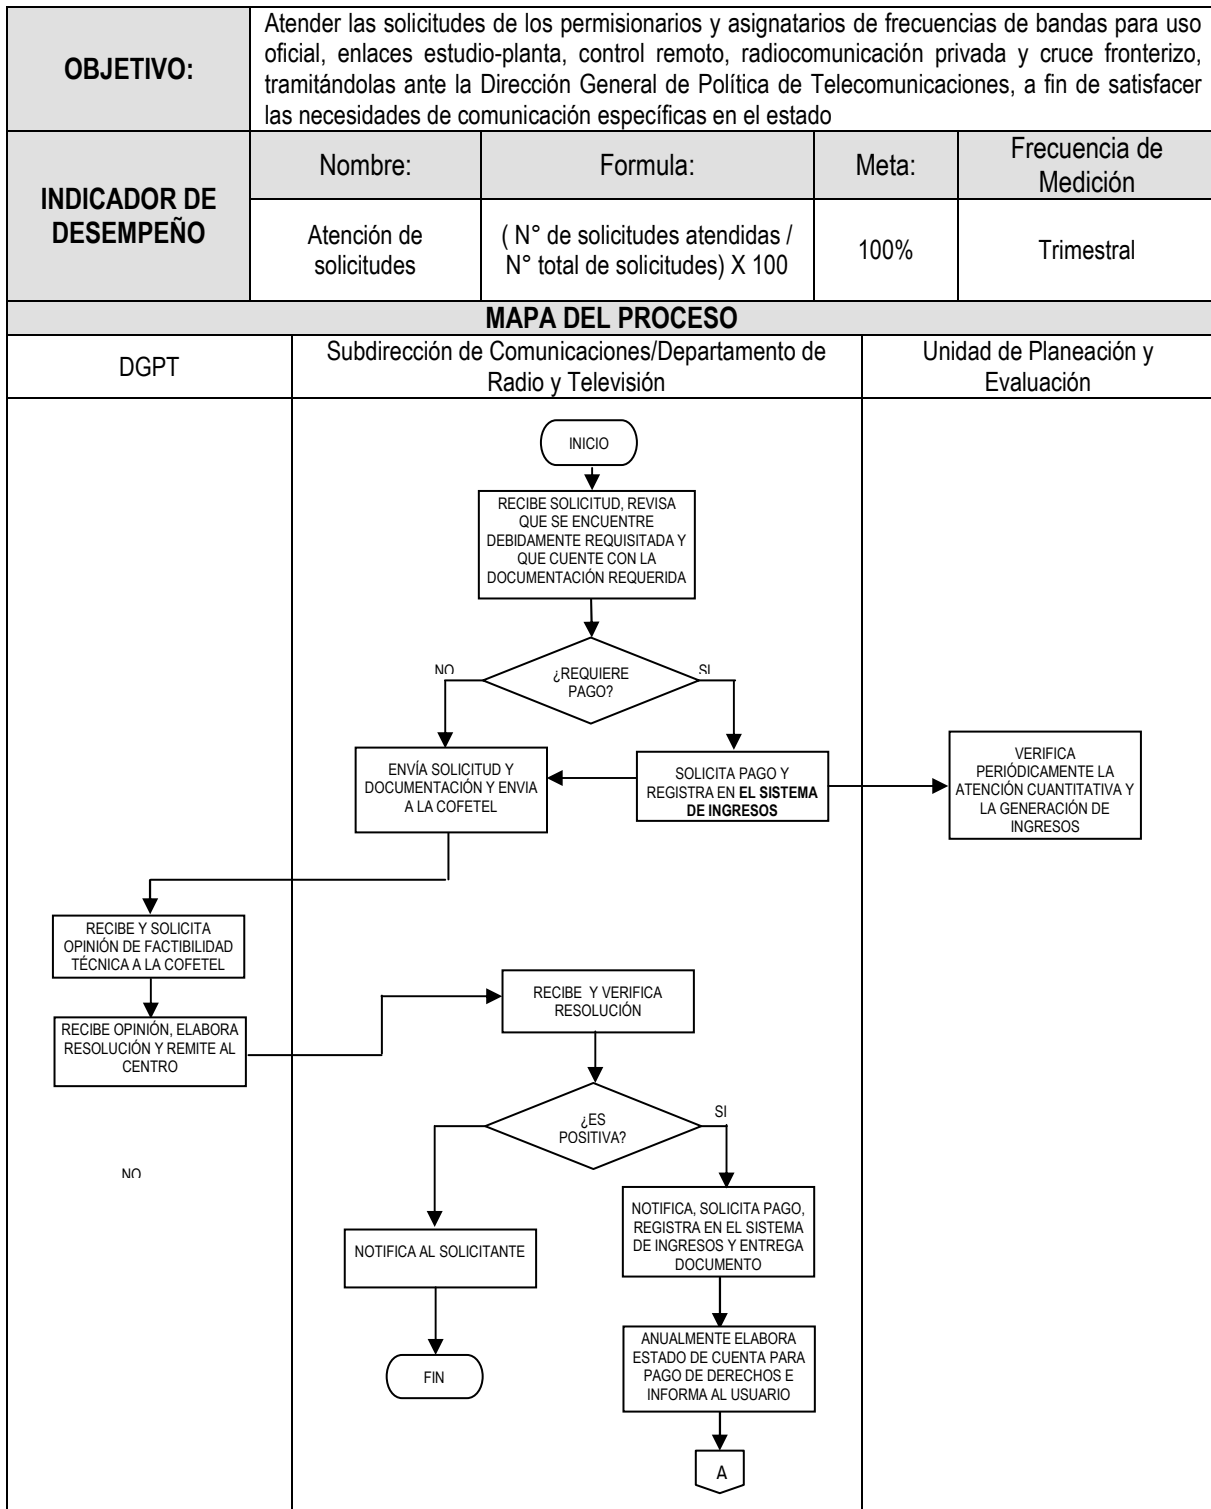 OBJETIVO:
Atender las solicitudes de los permisionarios y asignatarios de frecuencias de bandas para uso
oficial, enlaces estudio-planta, control remoto, radiocomunicación privada y cruce fronterizo,
tramitándolas ante la Dirección General de Política de Telecomunicaciones, a fin de satisfacer
las necesidades de comunicación específicas en el estado
INDICADOR DE
DESEMPEÑO
Nombre:
Formula:
Meta:
Frecuencia de
Medición
Atención de
solicitudes
( N° de solicitudes atendidas /
N° total de solicitudes) X 100
100%
Trimestral
MAPA DEL PROCESO
DGPT
Subdirección de Comunicaciones/Departamento de
Radio y Televisión
Unidad de Planeación y
Evaluación
INICIO
RECIBE SOLICITUD, REVISA
QUE SE ENCUENTRE
DEBIDAMENTE REQUISITADA Y
QUE CUENTE CON LA
DOCUMENTACIÓN REQUERIDA
NO
¿REQUIERE
PAGO?
SI
ENVÍA SOLICITUD Y
DOCUMENTACIÓN Y ENVIA
A LA COFETEL
SOLICITA PAGO Y
REGISTRA EN EL SISTEMA
DE INGRESOS
VERIFICA
PERIÓDICAMENTE LA
ATENCIÓN CUANTITATIVA Y
LA GENERACIÓN DE
INGRESOS
RECIBE Y SOLICITA
OPINIÓN DE FACTIBILIDAD
TÉCNICA A LA COFETEL
RECIBE OPINIÓN, ELABORA
RESOLUCIÓN Y REMITE AL
CENTRO
RECIBE Y VERIFICA
RESOLUCIÓN
¿ES
POSITIVA?
SI
NO
NOTIFICA AL SOLICITANTE
NOTIFICA, SOLICITA PAGO,
REGISTRA EN EL SISTEMA
DE INGRESOS Y ENTREGA
DOCUMENTO
FIN
ANUALMENTE ELABORA
ESTADO DE CUENTA PARA
PAGO DE DERECHOS E
INFORMA AL USUARIO
A